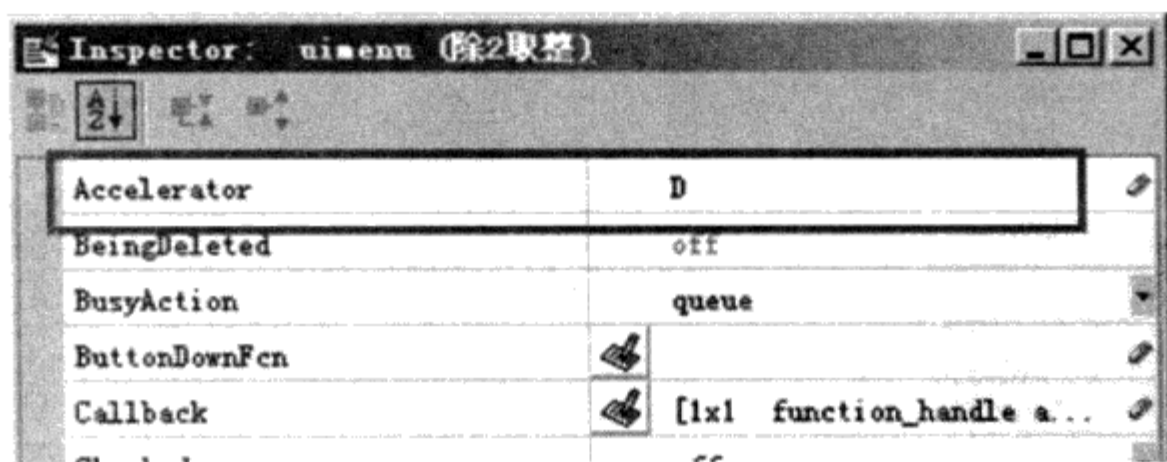 Inspector: uimenu (除2取整)
Accelerator D
BeingDeleted off
BusyAction queue
ButtonDownFcn
Callback [1x1 function_handle a...